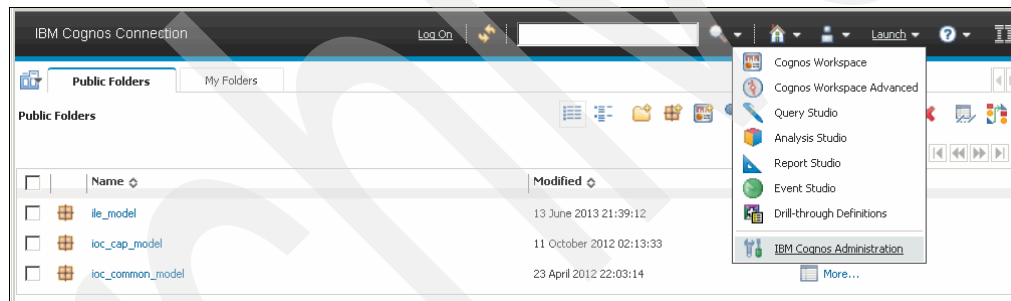 IBM Cognos Connection
Log On
Launch
Public Folders
My Folders
Public Folders
Cognos Workspace
Cognos Workspace Advanced
Query Studio
Analysis Studio
Report Studio
Event Studio
Drill-through Definitions
IBM Cognos Administration
Name
Modified
ile_model
13 June 2013 21:39:12
ioc_cap_model
11 October 2012 02:13:33
ioc_common_model
23 April 2012 22:03:14
More...